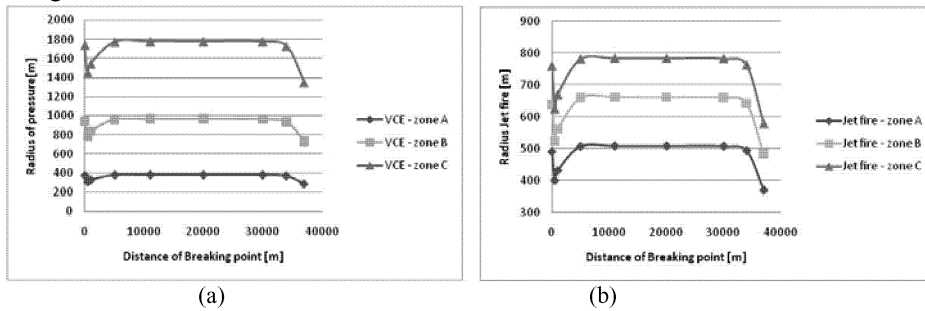 2000
1800
1600
1400
1200
1000
800
600
400
200
0
Radius of pressure[m]
0
10000
20000
30000
40000
Distance of Breaking point [m]
VCE - zone A
VCE - zone B
VCE - zone C
(a)
900
800
700
600
500
400
300
Radius Jet fire [m]
0
10000
20000
30000
40000
Distance of Breaking point [m]
Jet fire - zone A
Jet fire - zone B
Jet fire - zone C
(b)